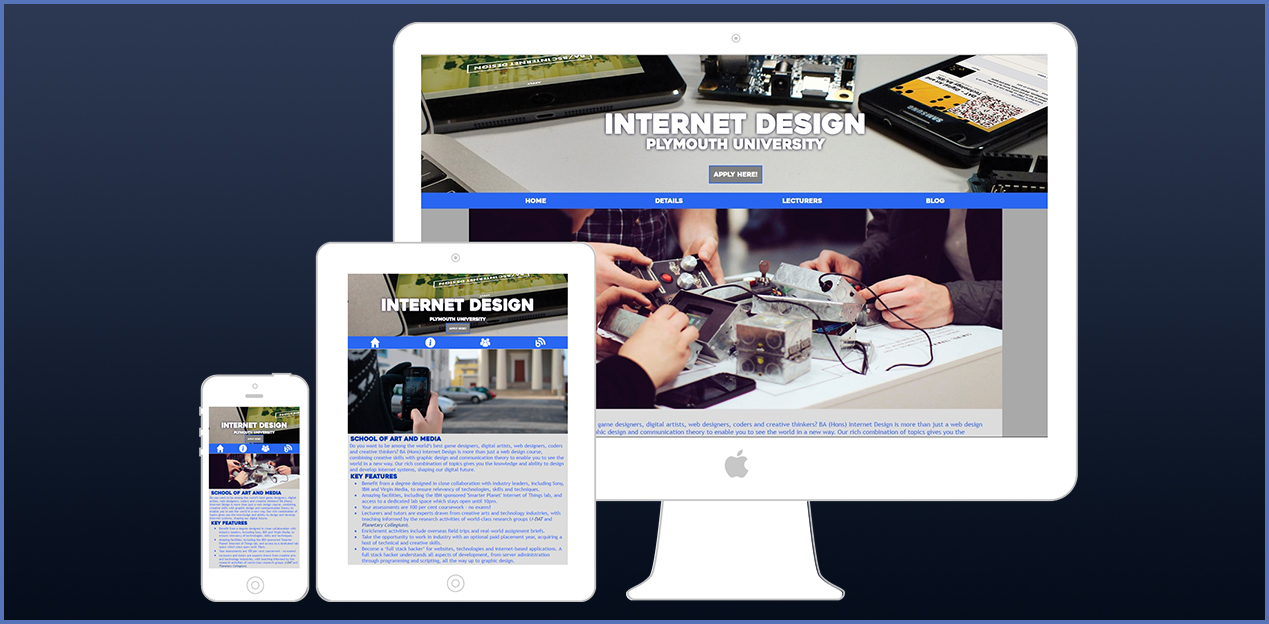 BA/BSC INTERNET DESIGN
SAMSUNG
INTERNET DESIGN
PLYMOUTH UNIVERSITY
APPLY HERE!
HOME DETAILS LECTURERS BLOG
game designers, digital artists, web designers, coders and creative thinkers? BA (Hons) Internet Design is more than just a web design
design and communication theory to enable you to see the world in a new way. Our rich combination of topics gives you the
INTERNET DESIGN
PLYMOUTH UNIVERSITY
APPLY HERE!
SCHOOL OF ART AND MEDIA
Do you want to be among the world's best game designers, digital artists, web designers, coders
and creative thinkers? BA (Hons) Internet Design is more than just a web design course,
combining creative skills with graphic design and communication theory to enable you to see the
world in a new way. Our rich combination of topics gives you the knowledge and ability to design
and develop internet systems, shaping our digital future.
KEY FEATURES
Benefit from a degree designed in close collaboration with industry leaders, including Sony,
IBM and Virgin Media, to ensure relevancy of technologies, skills and techniques.
Amazing facilities, including the IBM sponsored 'Smarter Planet' Internet of Things lab, and
access to a dedicated lab space which stays open until 10pm.
Your assessments are 100 per cent coursework - no exams!
Lecturers and tutors are experts drawn from creative arts and technology industries, with
teaching informed by the research activities of world-class research groups (i-DAT and
Planetary Collegium).
Enrichment activities include overseas field trips and real-world assignment briefs.
Take the opportunity to work in industry with an optional paid placement year, acquiring a
host of technical and creative skills.
Become a "full stack hacker" for websites, technologies and internet-based applications. A
full stack hacker understands all aspects of development, from server administration
through programming and scripting, all the way up to graphic design.
INTERNET DESIGN
PLYMOUTH UNIVERSITY
SCHOOL OF ART AND MEDIA
KEY FEATURES